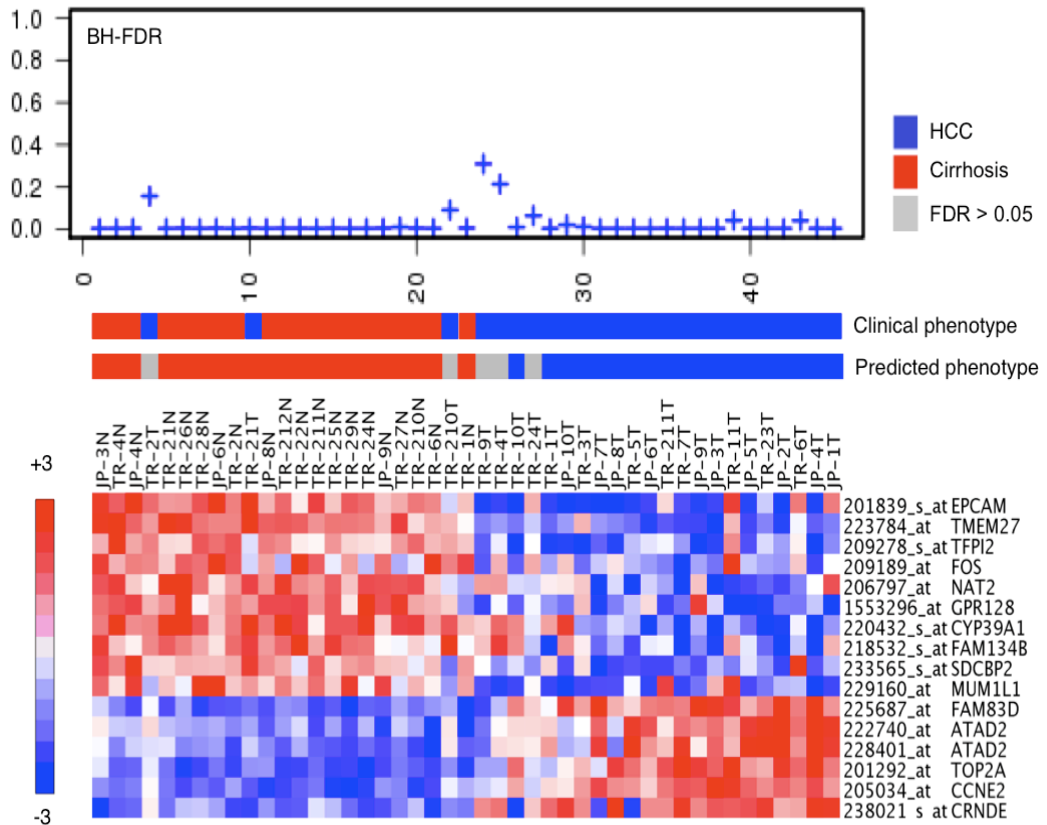 BH-FDR
1.0
0.8
0.6
0.4
0.2
0.0
0 10 20 30 40
HCC
Cirrhosis
FDR > 0.05
Clinical phenotype
Predicted phenotype
JP-3N
TR-4N
JP-4N
TR-2T
TR-21N
TR-26N
TR-28N
JP-6N
TR-2N
TR-21T
JP-8N
TR-212N
TR-22N
TR-211N
TR-25N
TR-29N
TR-24N
JP-9N
TR-27N
TR-210N
TR-6N
TR-210T
TR-1N
TR-9T
TR-4T
TR-10T
TR-24T
TR-1T
JP-10T
TR-3T
JP-7T
JP-8T
TR-5T
JP-6T
TR-211T
TR-7T
JP-9T
JP-3T
TR-11T
JP-5T
TR-23T
JP-2T
TR-6T
JP-4T
JP-1T
+3
-3
201839_s_at EPCAM
223784_at TMEM27
209278_s_at TFPI2
209189_at FOS
206797_at NAT2
1553296_at GPR128
220432_s_at CYP39A1
218532_s_at FAM134B
233565_s_at SDCBP2
229160_at MUM1L1
225687_at FAM83D
222740_at ATAD2
228401_at ATAD2
201292_at TOP2A
205034_at CCNE2
238021_s_at CRNDE